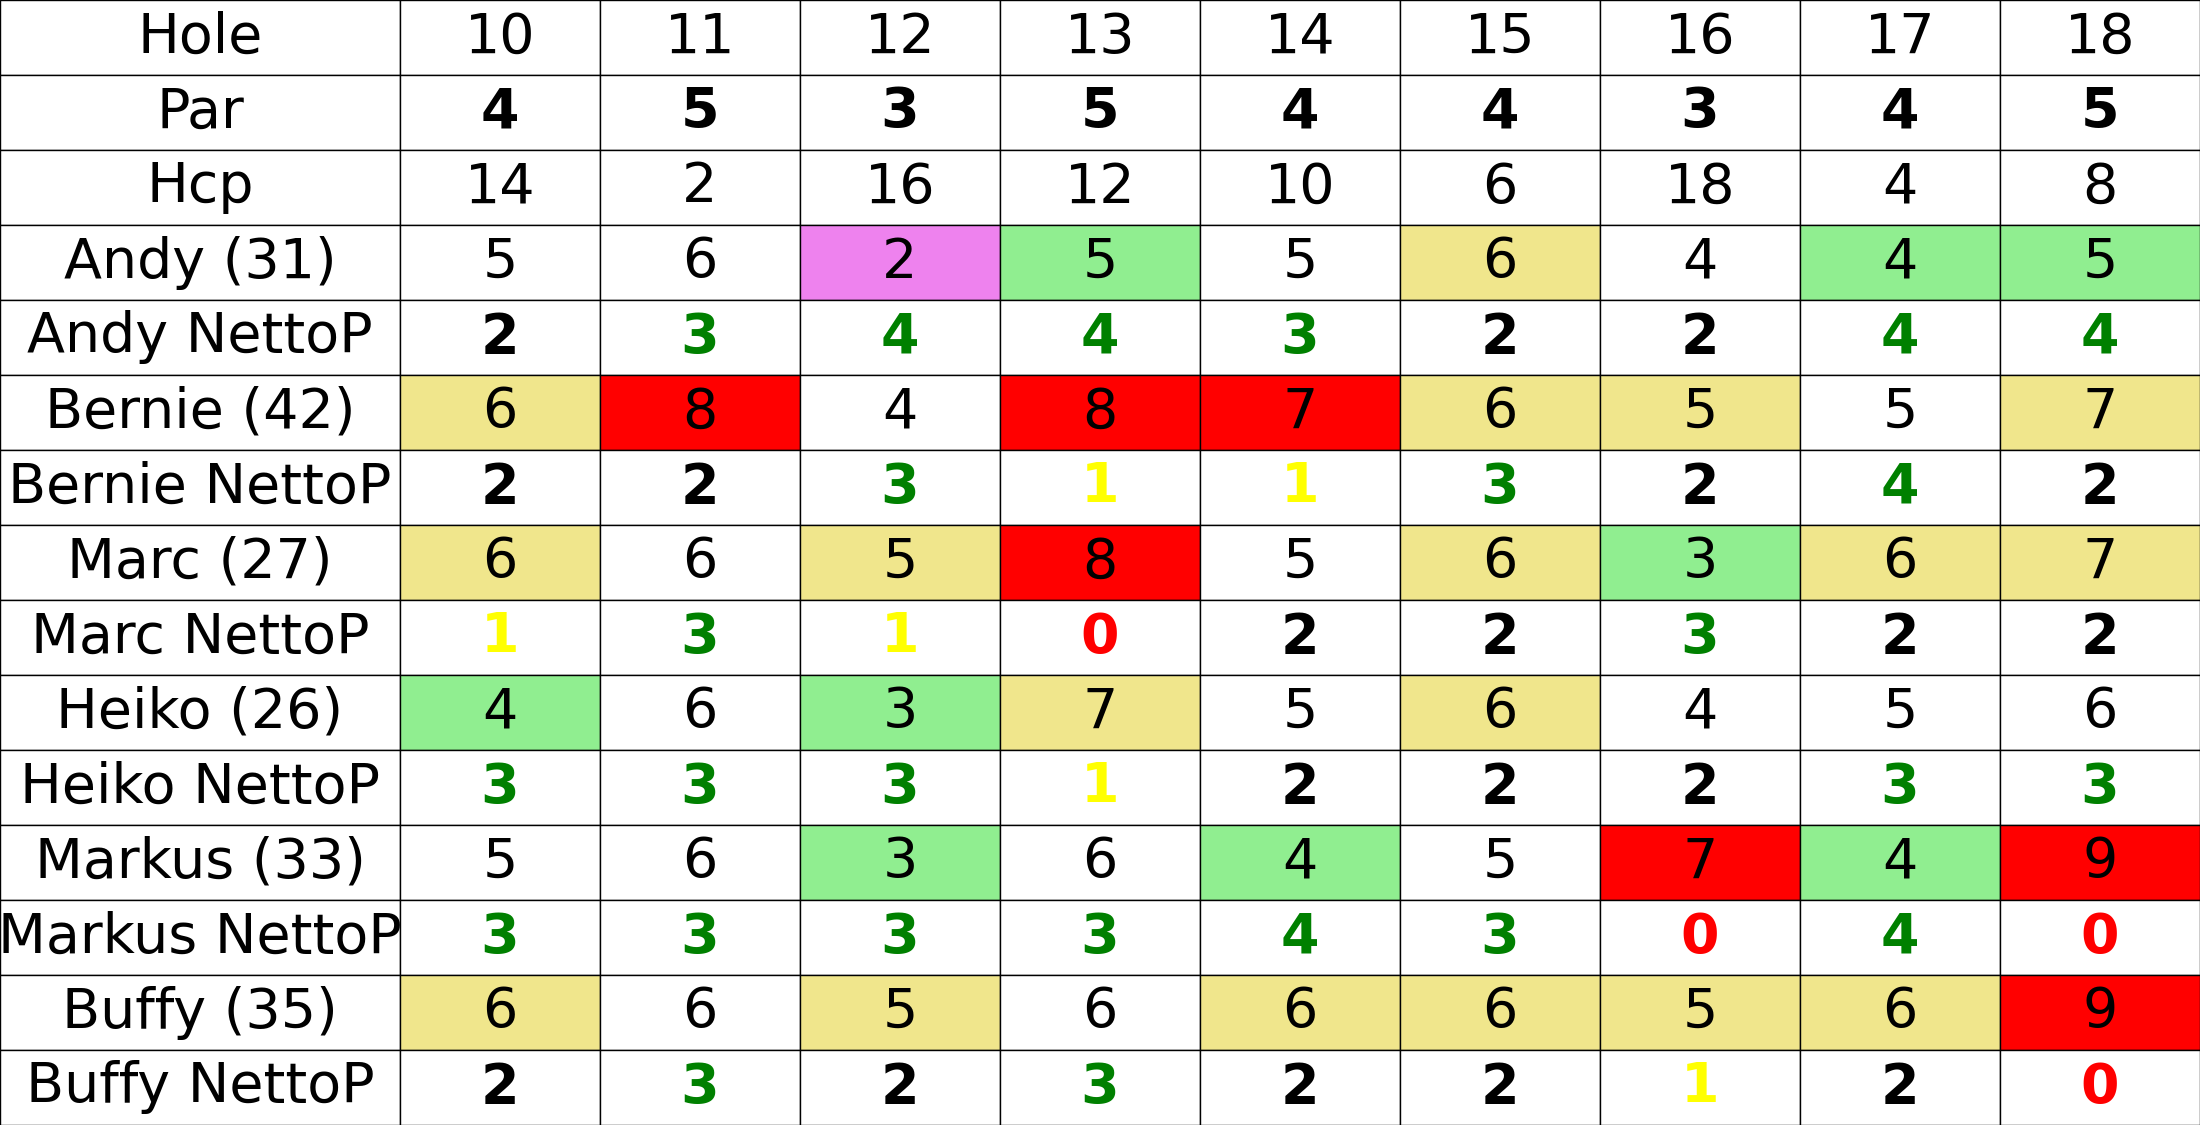 Hole 10 11 12 13 14 15 16 17 18
Par 4 5 3 5 4 4 3 4 5
Hcp 14 2 16 12 10 6 18 4 8
Andy (31) 5 6 2 5 5 6 4 4 5
Andy NettoP 2 3 4 4 3 2 2 4 4
Bernie (42) 6 8 4 8 7 6 5 5 7
Bernie NettoP 2 2 3 1 1 3 2 4 2
Marc (27) 6 6 5 8 5 6 3 6 7
Marc NettoP 1 3 1 0 2 2 3 2 2
Heiko (26) 4 6 3 7 5 6 4 5 6
Heiko NettoP 3 3 3 1 2 2 2 3 3
Markus (33) 5 6 3 6 4 5 7 4 9
Markus NettoP 3 3 3 3 4 3 0 4 0
Buffy (35) 6 6 5 6 6 6 5 6 9
Buffy NettoP 2 3 2 3 2 2 1 2 0